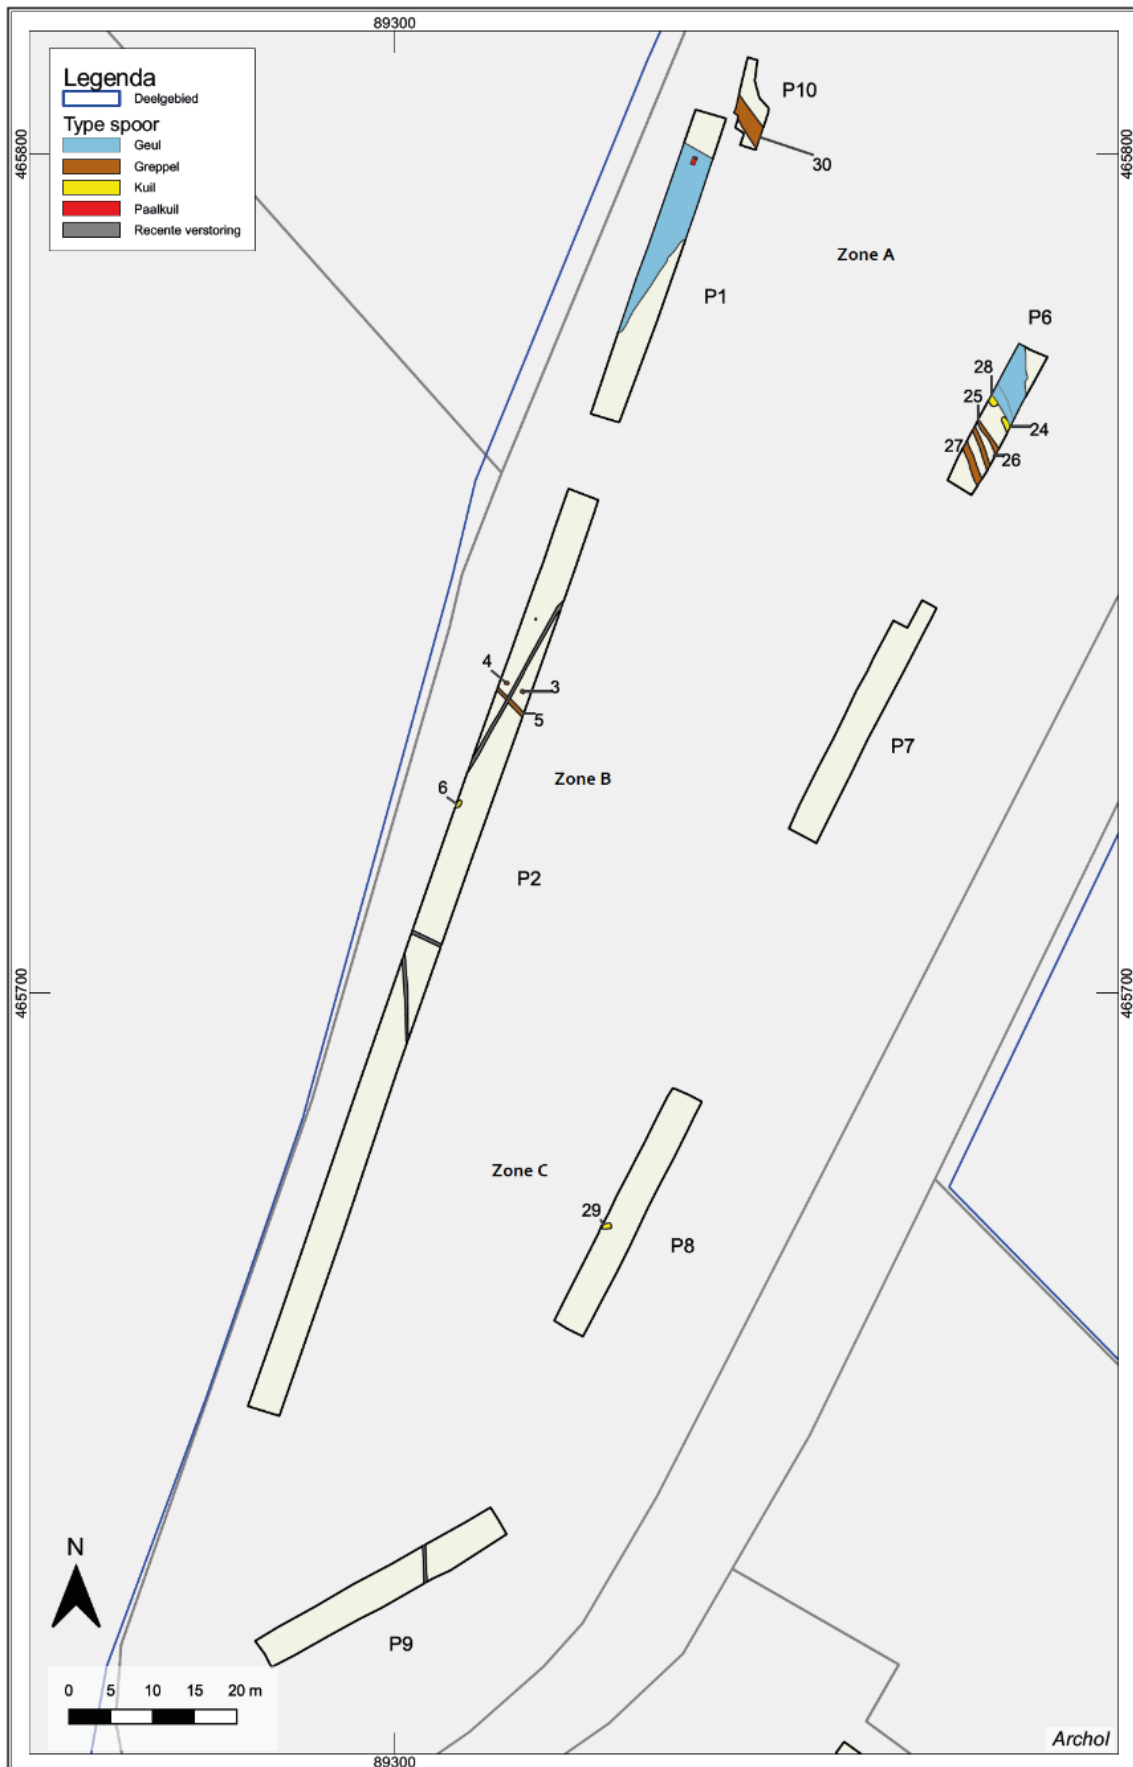 89300
Legenda
Deelgebied
Type spoor
Geul
Greppel
Kuil
Paalkuil
Recente verstoring
465800
465800
P10
30
Zone A
P1
P6
28
25
24
27
26
4
3
5
P7
Zone B
6
P2
465700
465700
Zone C
29
P8
N
P9
0 5 10 15 20 m
Archol
89300